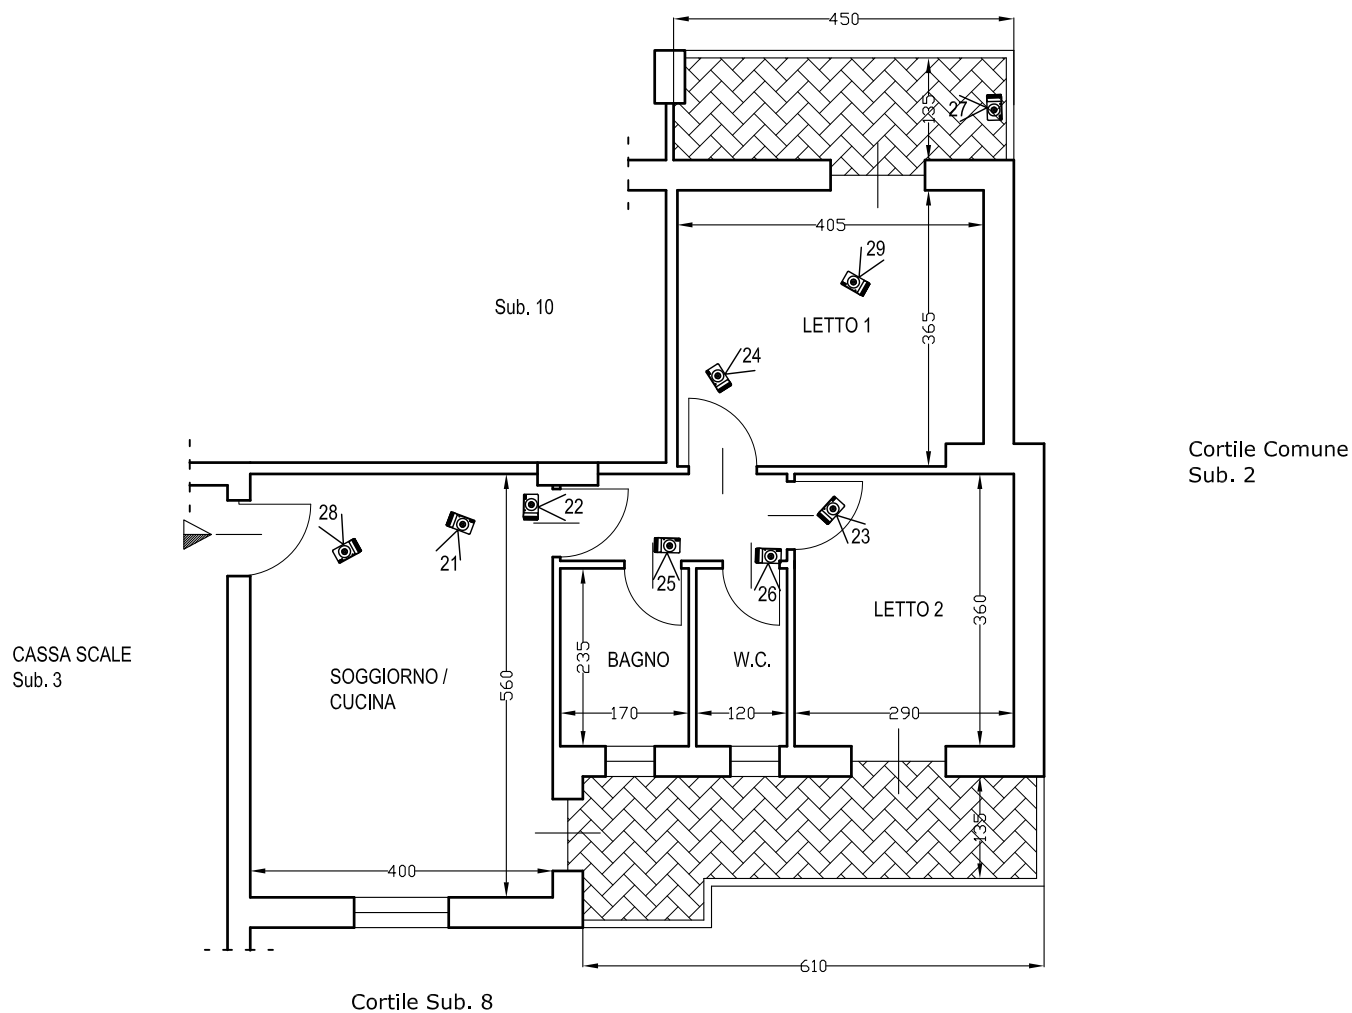 450
135
27
405
29
Sub. 10
LETTO 1
365
24
Cortile Comune
Sub. 2
28
21
22
23
25
26
LETTO 2
360
CASSA SCALE
Sub. 3
SOGGIORNO /
CUCINA
560
235
BAGNO
W.C.
170
120
290
135
400
610
Cortile Sub. 8